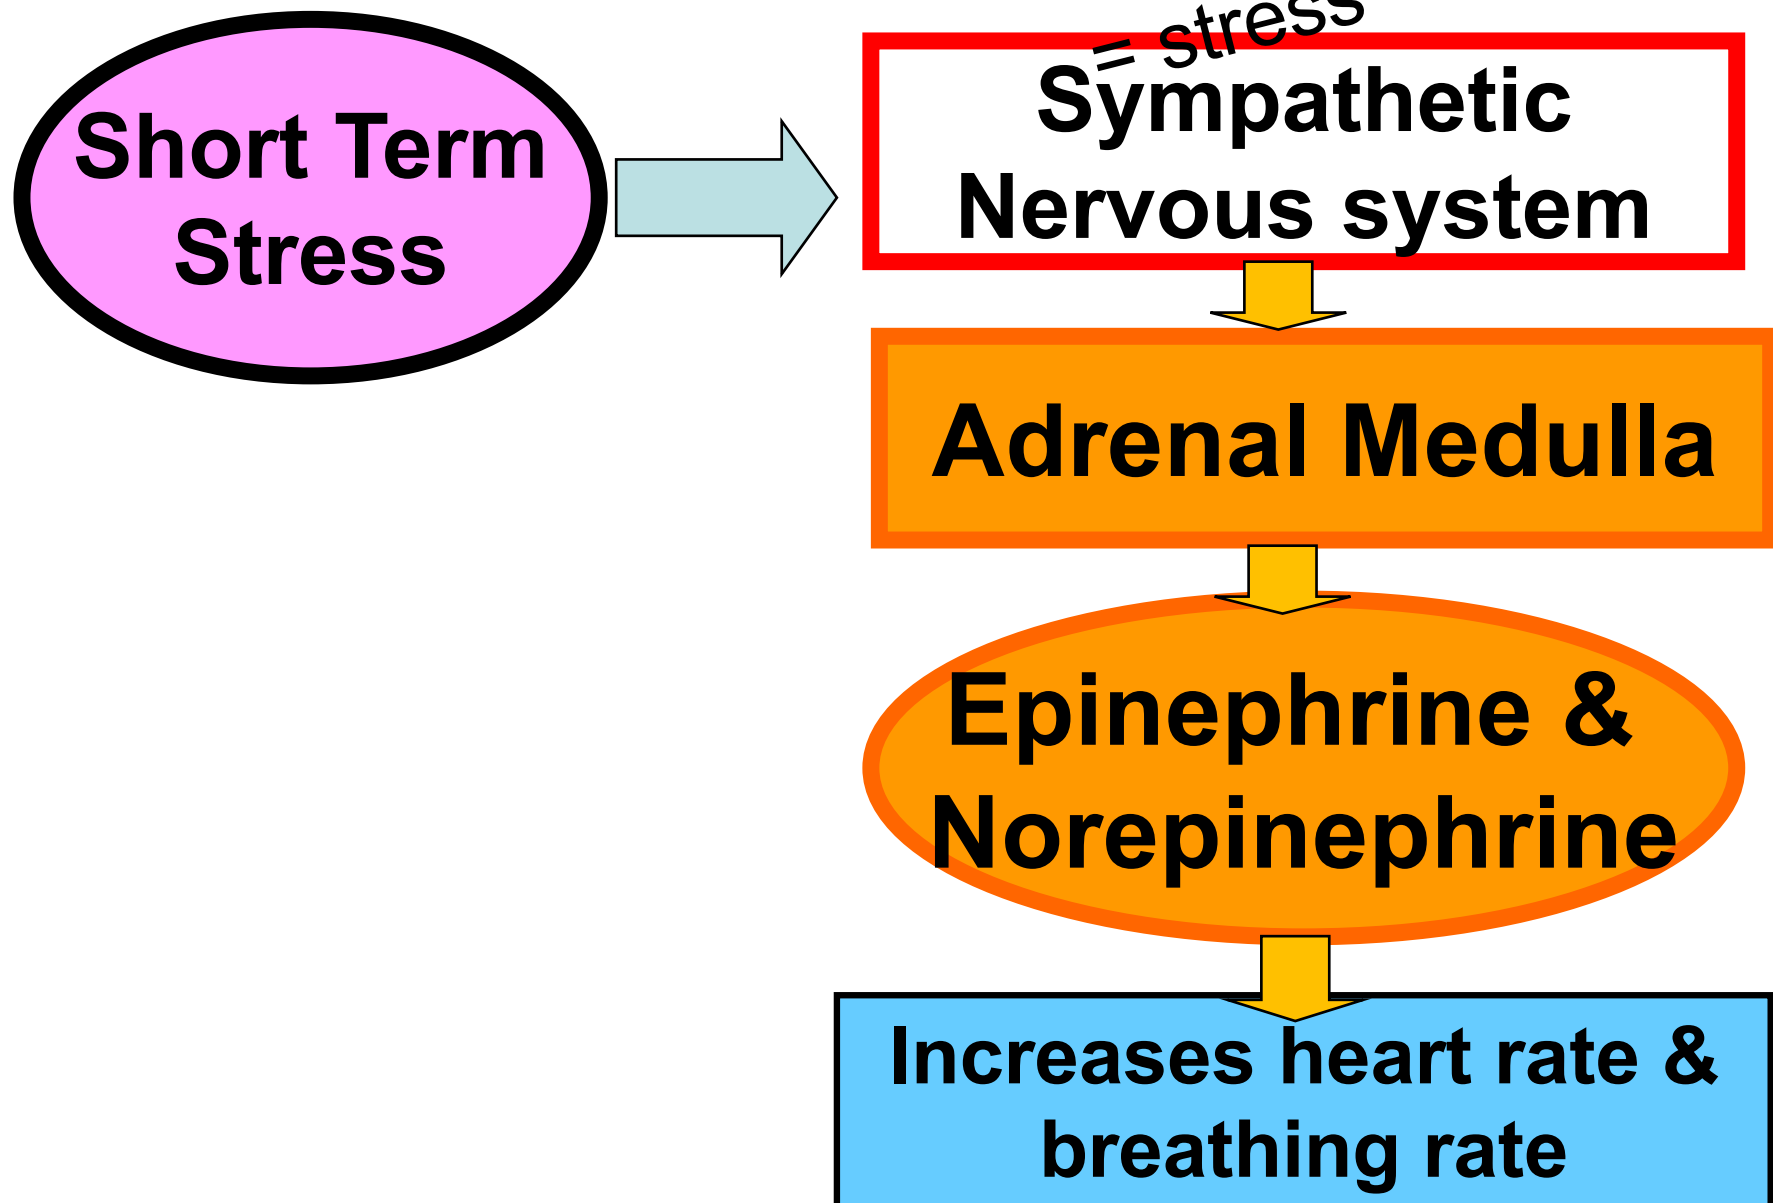 Short Term
Stress
= stress
Sympathetic
Nervous system
Adrenal Medulla
Epinephrine &
Norepinephrine
Increases heart rate &
breathing rate